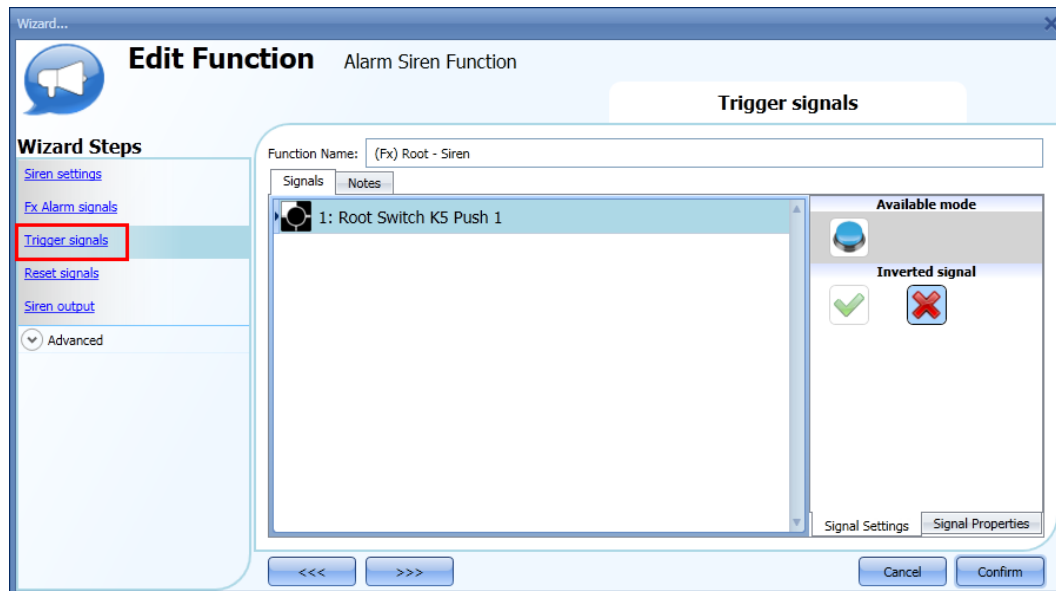 Wizard...
Edit Function Alarm Siren Function
Trigger signals
Wizard Steps
Siren settings
Fx Alarm signals
Trigger signals
Reset signals
Siren output
Advanced
Function Name: (Fx) Root - Siren
Signals Notes
1: Root Switch K5 Push 1
Available mode
Inverted signal
Signal Settings Signal Properties
<<< >>> Cancel Confirm